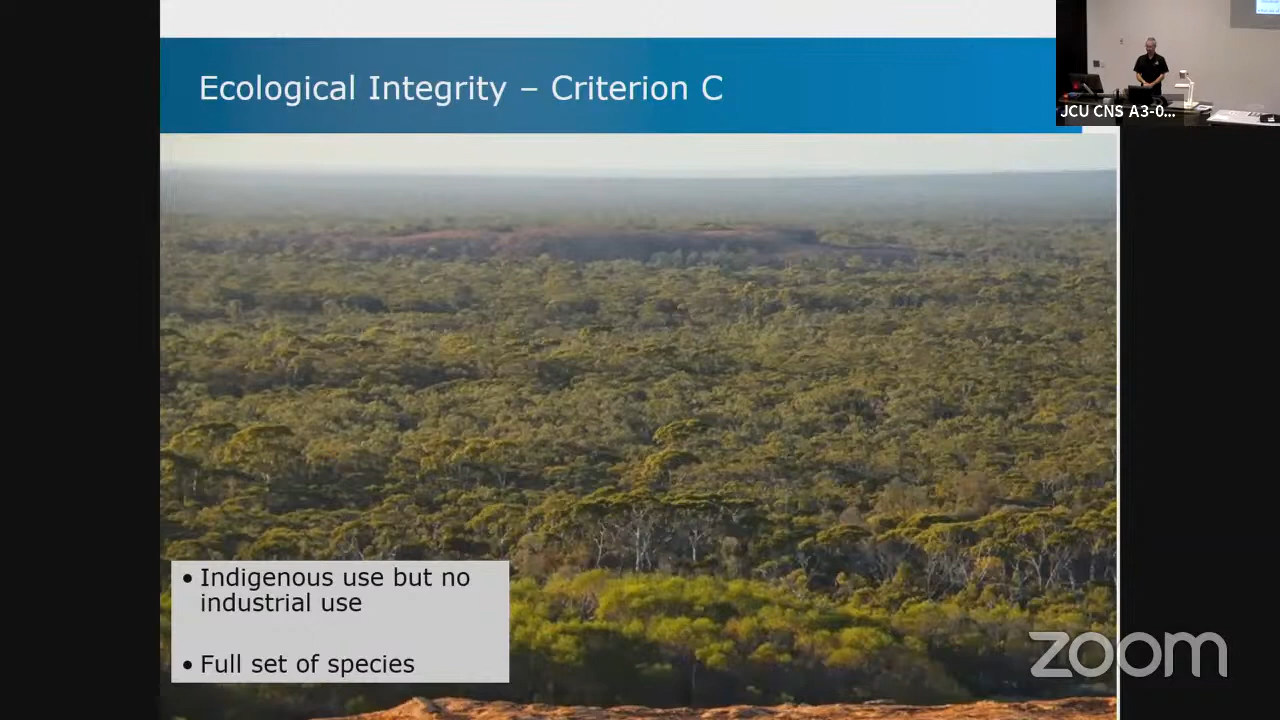 Ecological Integrity – Criterion C
JCU CNS A3-0...
• Indigenous use but no
industrial use
• Full set of species
zoom